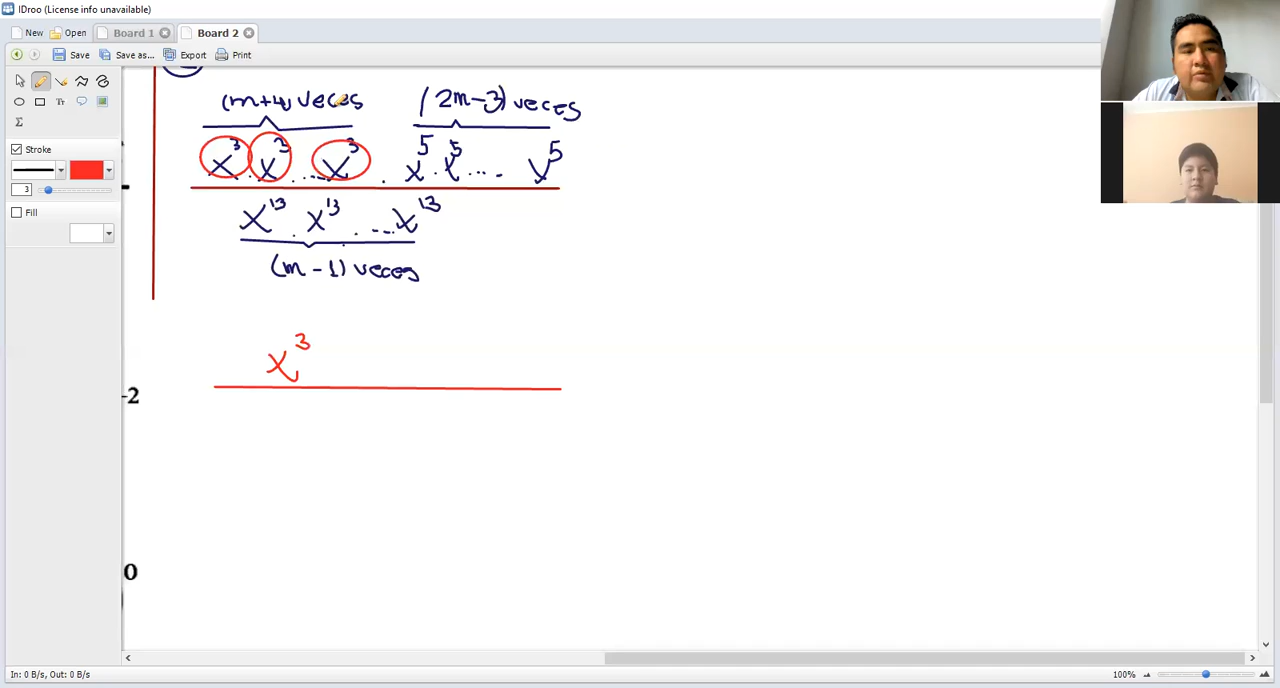 IDroo (License info unavailable)
New Open Board 1 Board 2
Save Save as... Export Print
Tr
Σ
Stroke
3
Fill
(m+4) veces (2m-3) veces
x³ . x³ ... x³ . x⁵ . x⁵ .... x⁵
x¹³ . x¹³ . ... x¹³
(m - 1) veces
x³
-2
0
In: 0 B/s, Out: 0 B/s 100%